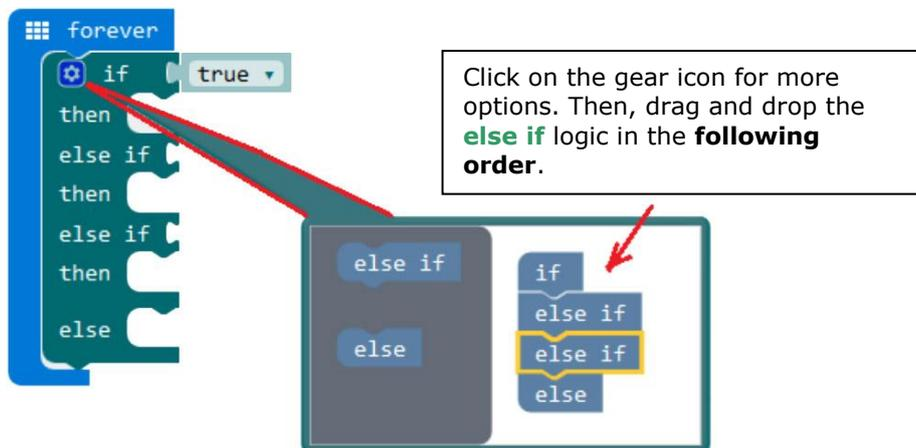 forever
if true
then
else if
then
else if
then
else
Click on the gear icon for more
options. Then, drag and drop the
else if logic in the following
order.
else if
else
if
else if
else if
else